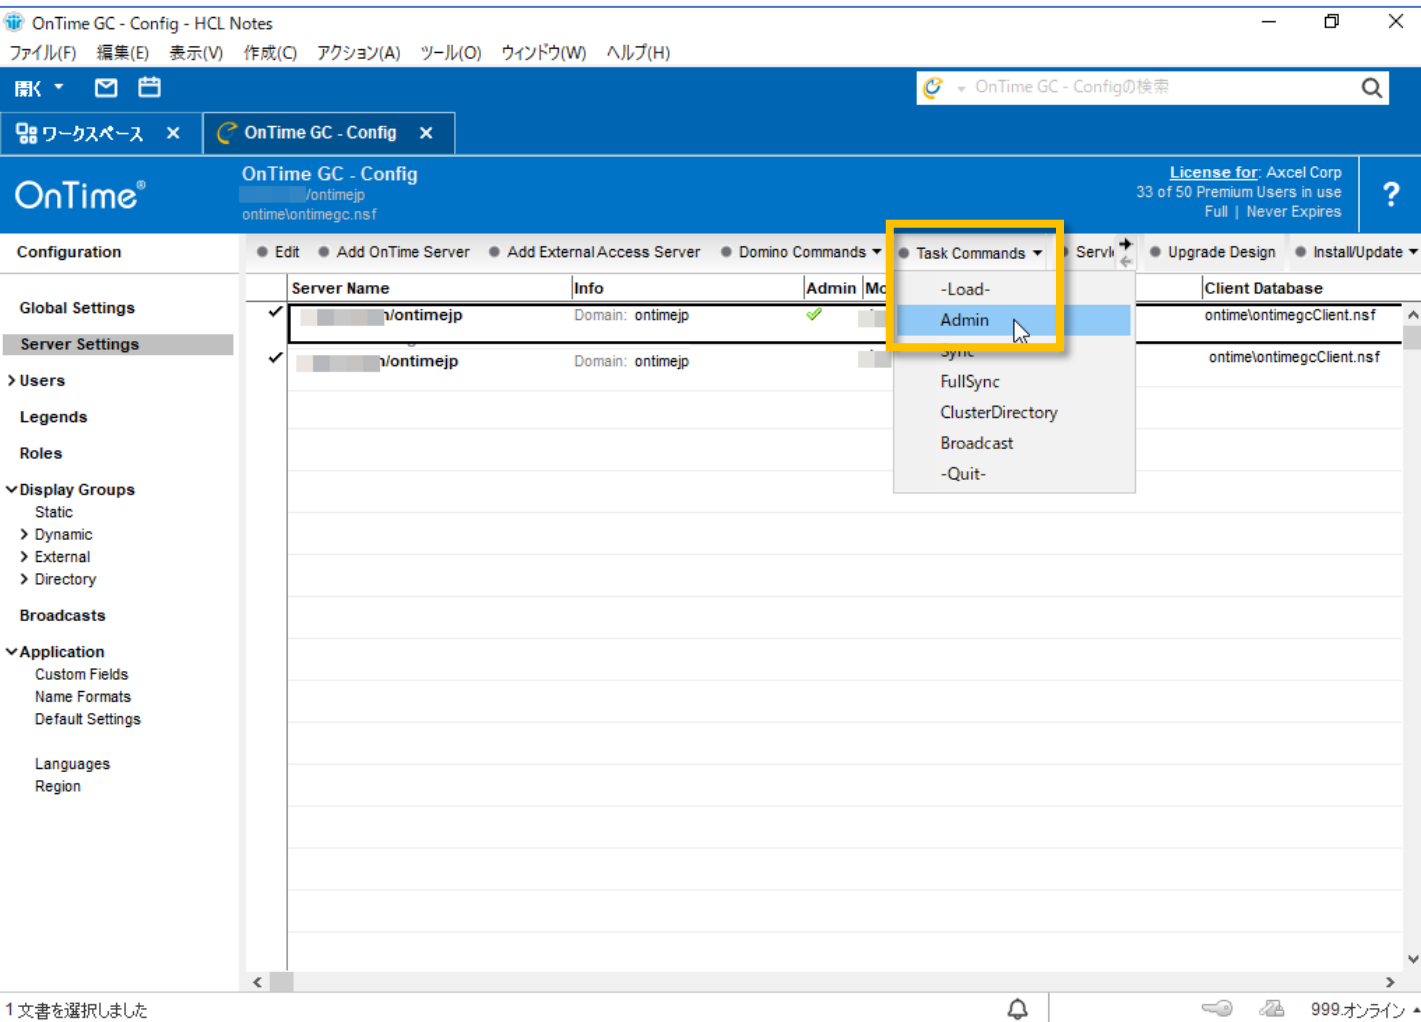 OnTime GC - Config - HCL Notes
ファイル(F) 編集(E) 表示(V) 作成(C) アクション(A) ツール(O) ウィンドウ(W) ヘルプ(H)
開く
OnTime GC - Configの検索
ワークスペース
OnTime GC - Config
OnTime®
OnTime GC - Config
/ontimejp
ontime\ontimegc.nsf
License for: Axcel Corp
33 of 50 Premium Users in use
Full | Never Expires
?
Configuration
Edit Add OnTime Server Add External Access Server Domino Commands Task Commands Upgrade Design Install/Update
Server Name Info Admin Client Database
/ontimejp Domain: ontimejp ontime\ontimegcClient.nsf
/ontimejp Domain: ontimejp ontime\ontimegcClient.nsf
-Load-
Admin
Sync
FullSync
ClusterDirectory
Broadcast
-Quit-
Global Settings
Server Settings
Users
Legends
Roles
Display Groups
Static
Dynamic
External
Directory
Broadcasts
Application
Custom Fields
Name Formats
Default Settings
Languages
Region
1 文書を選択しました
999.オンライン